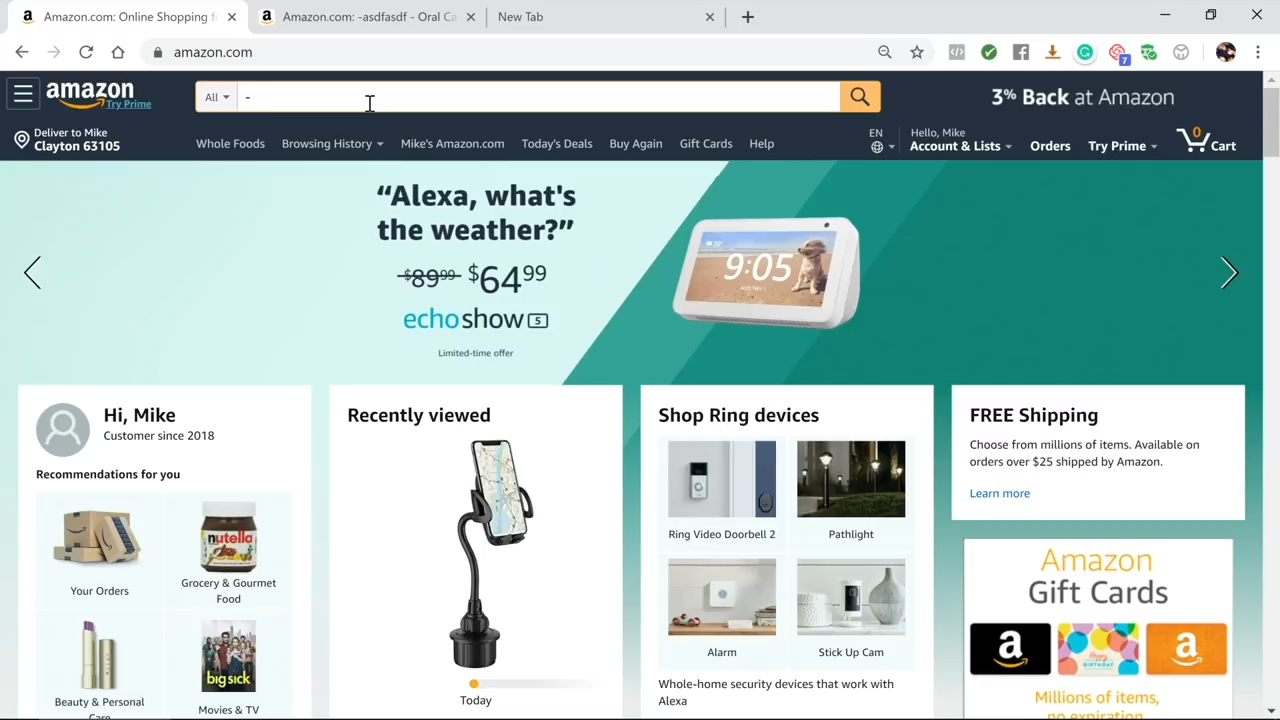 Amazon.com: Online Shopping fo
Amazon.com: -asdfasdf - Oral Ca
New Tab
amazon.com
7
amazon
Try Prime
All
-
3% Back at Amazon
Deliver to Mike
Clayton 63105
Whole Foods
Browsing History
Mike's Amazon.com
Today's Deals
Buy Again
Gift Cards
Help
EN
Hello, Mike
Account & Lists
Orders
Try Prime
0
Cart
“Alexa, what's
the weather?”
$89.99 $64.99
echo show 5
Limited-time offer
9:05
Hi, Mike
Customer since 2018
Recommendations for you
nutella
Your Orders
Grocery & Gourmet
Food
big sick
Beauty & Personal
Care
Movies & TV
Recently viewed
Today
Shop Ring devices
Ring Video Doorbell 2
Pathlight
Alarm
Stick Up Cam
Whole-home security devices that work with
Alexa
FREE Shipping
Choose from millions of items. Available on
orders over $25 shipped by Amazon.
Learn more
Amazon
Gift Cards
a
a
Millions of items,
no expiration